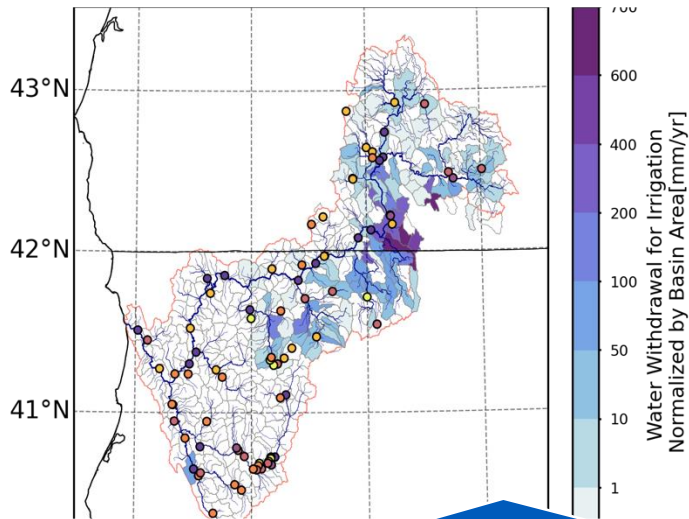 43°N
42°N
41°N
700
600
400
200
100
50
10
1
Water Withdrawal for Irrigation
Normalized by Basin Area[mm/yr]